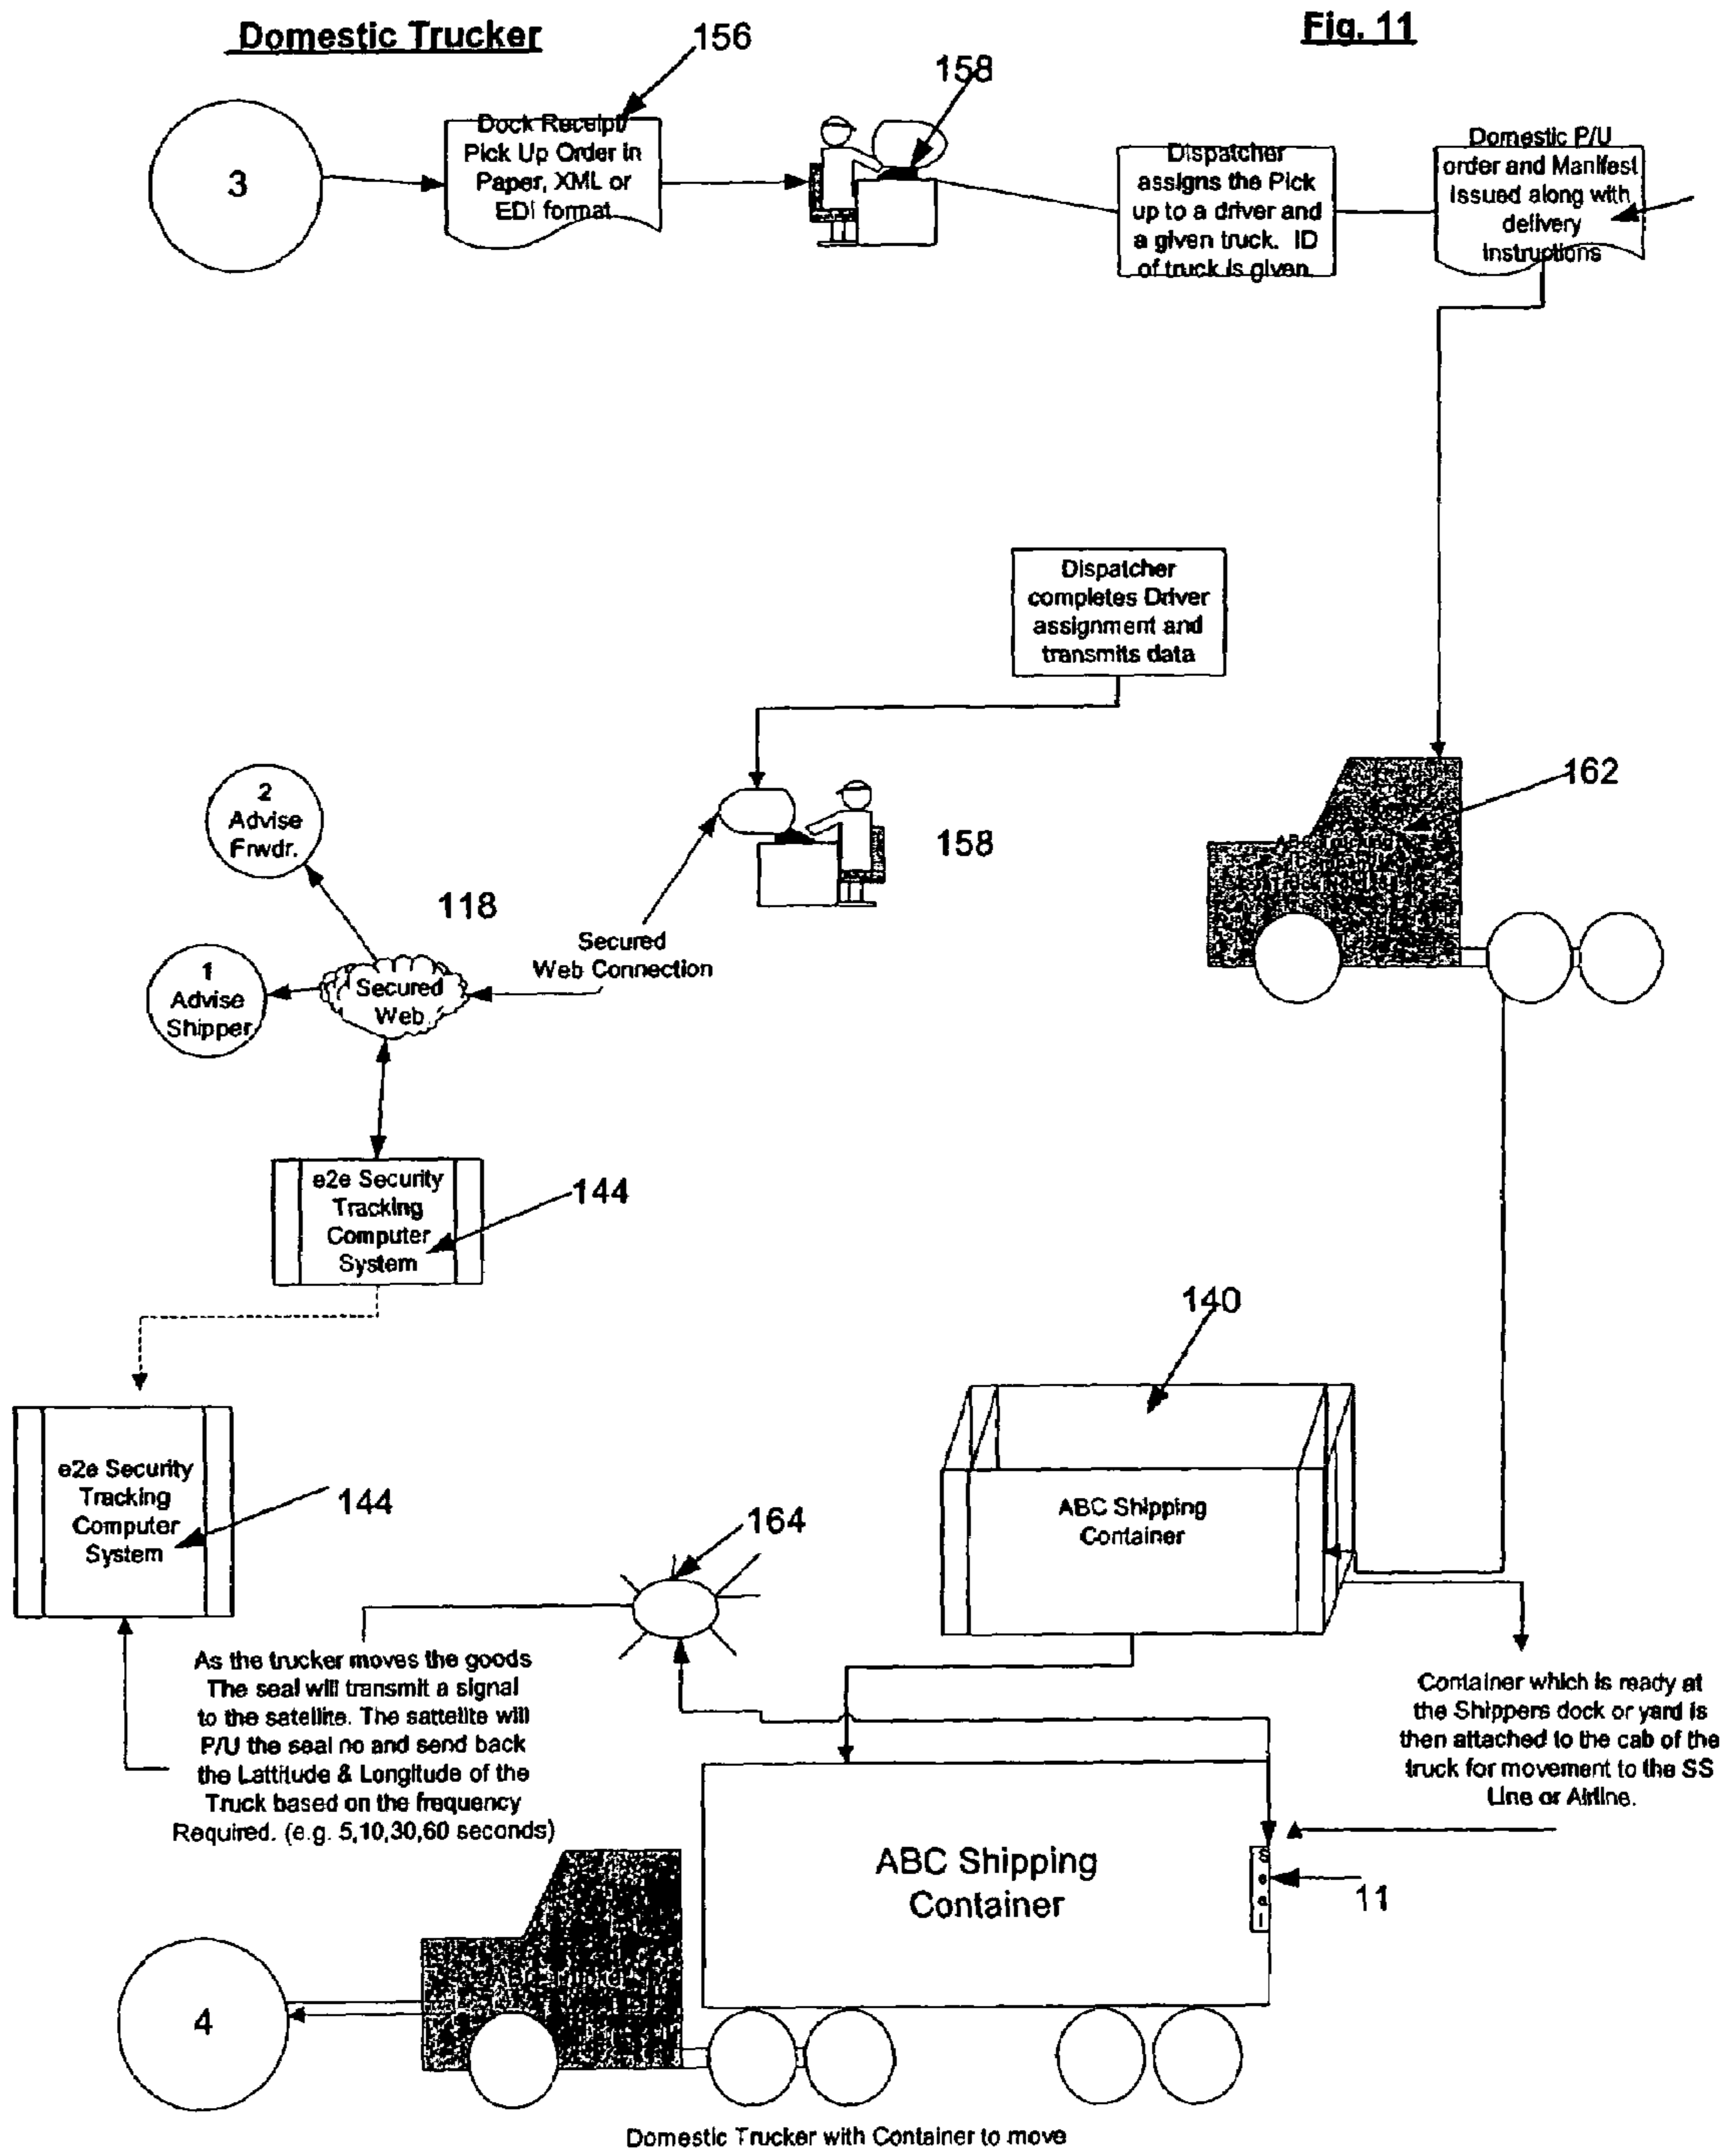 Domestic Trucker
Fig. 11
156
158
3
Dock Receipt/
Pick Up Order in
Paper, XML or
EDI format
Dispatcher
assigns the Pick
up to a driver and
a given truck. ID
of truck is given
Domestic P/U
order and Manifest
issued along with
delivery
instructions
Dispatcher
completes Driver
assignment and
transmits data
162
158
2
Advise
Frwdr.
118
Secured
Web Connection
1
Advise
Shipper
Secured
Web
e2e Security
Tracking
Computer
System
144
140
e2e Security
Tracking
Computer
System
144
164
ABC Shipping
Container
As the trucker moves the goods
The seal will transmit a signal
to the satellite. The sattelite will
P/U the seal no and send back
the Lattitude & Longitude of the
Truck based on the frequency
Required. (e.g. 5,10,30,60 seconds)
Container which is ready at
the Shippers dock or yard is
then attached to the cab of the
truck for movement to the SS
Line or Airline.
ABC Shipping
Container
Seal
11
4
Domestic Trucker with Container to move